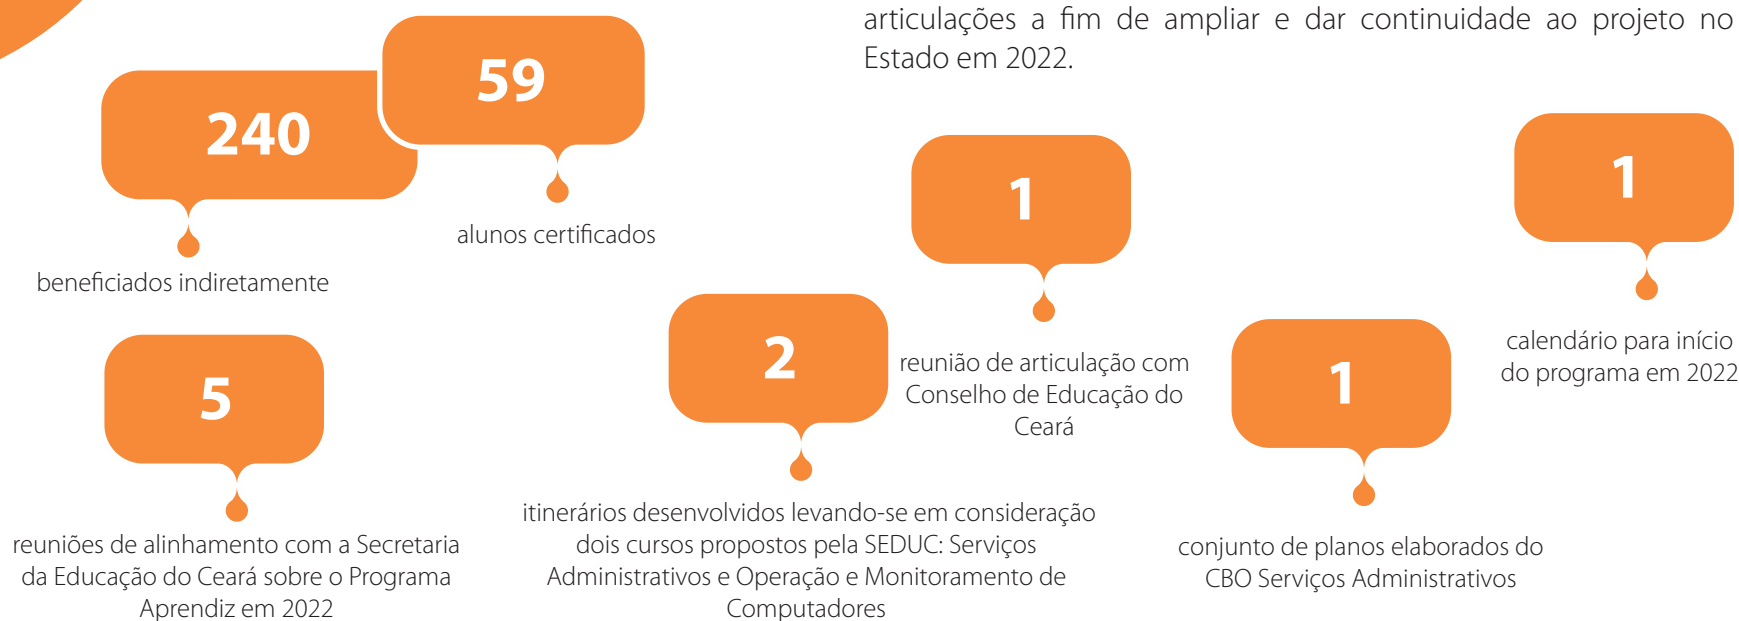 articulações a fim de ampliar e dar continuidade ao projeto no
Estado em 2022.
240
beneficiados indiretamente
59
alunos certificados
1
reunião de articulação com
Conselho de Educação do
Ceará
1
calendário para início
do programa em 2022
5
reuniões de alinhamento com a Secretaria
da Educação do Ceará sobre o Programa
Aprendiz em 2022
2
itinerários desenvolvidos levando-se em consideração
dois cursos propostos pela SEDUC: Serviços
Administrativos e Operação e Monitoramento de
Computadores
1
conjunto de planos elaborados do
CBO Serviços Administrativos